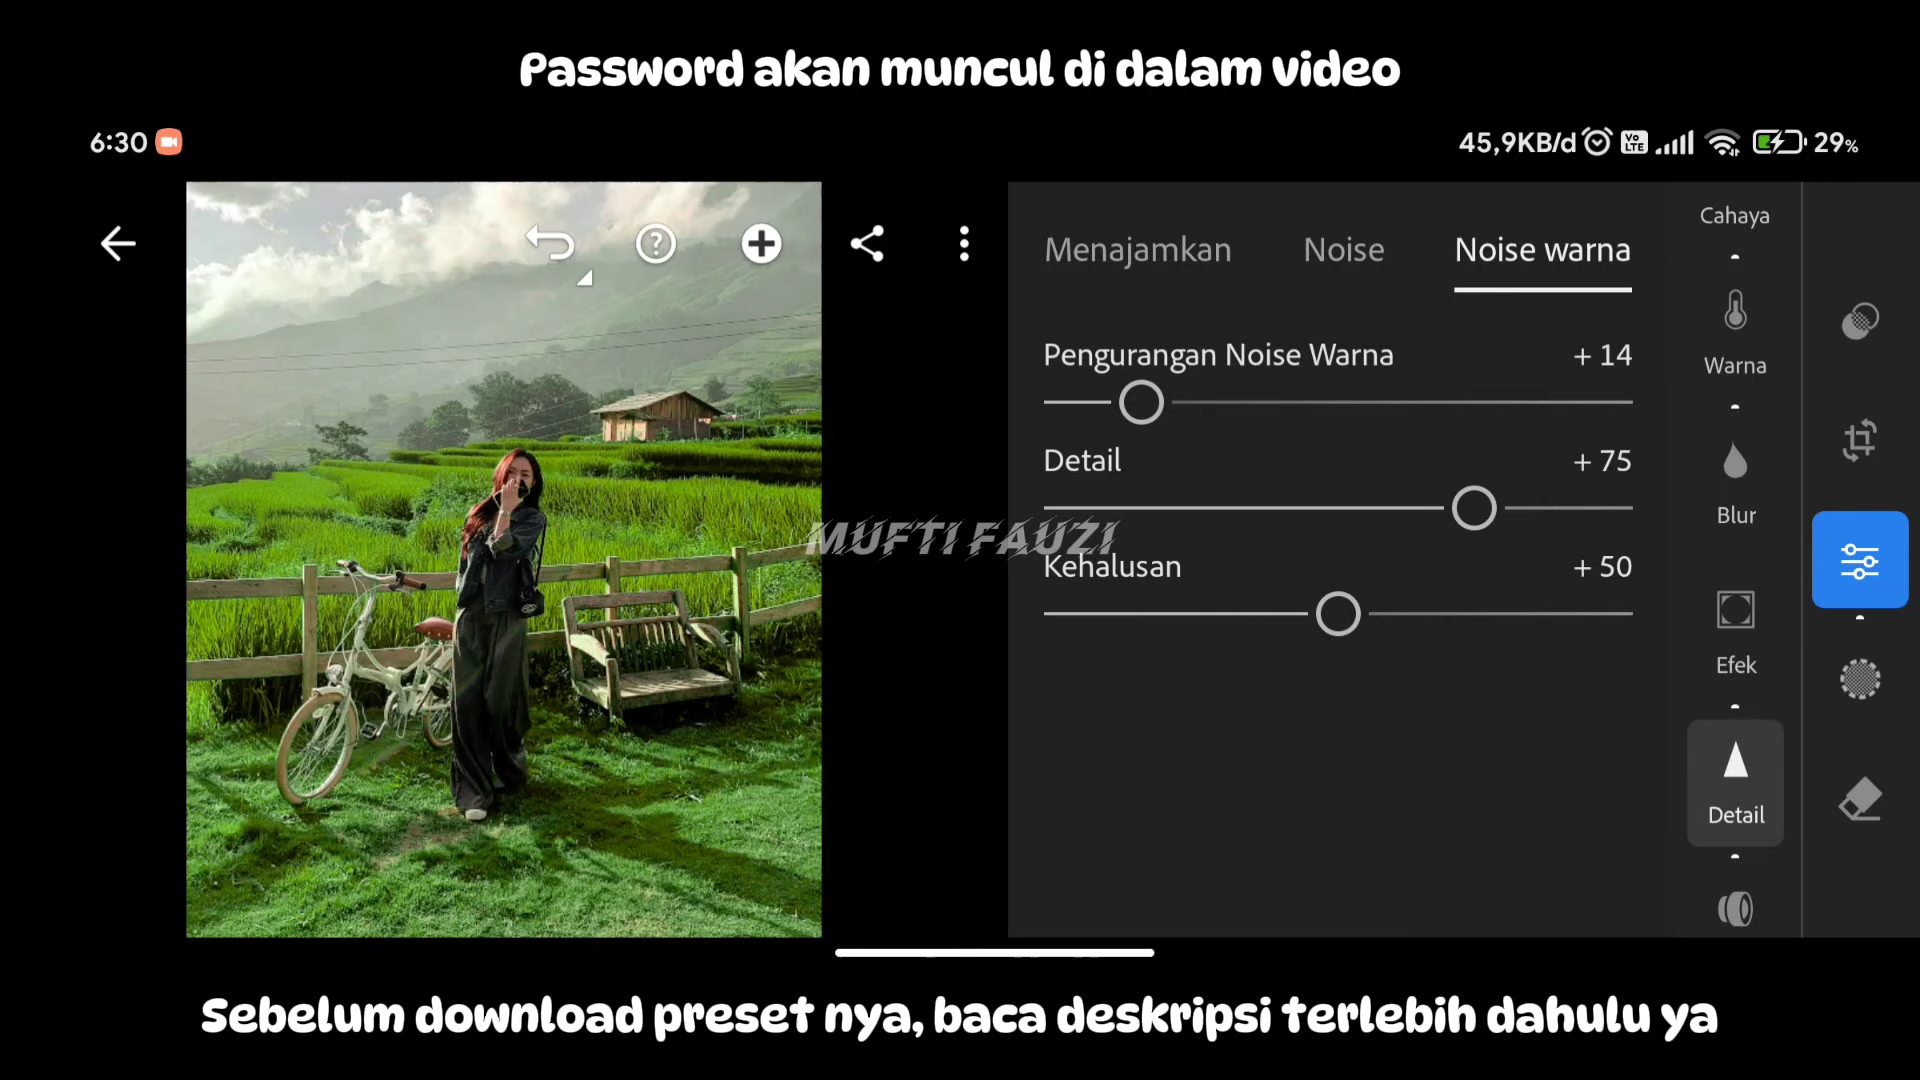 Password akan muncul di dalam video
6:30
45,9KB/d Vo LTE 29%
Menajamkan Noise Noise warna
Pengurangan Noise Warna + 14
Detail + 75
Kehalusan + 50
MUFTI FAUZI
Cahaya
Warna
Blur
Efek
Detail
Sebelum download preset nya, baca deskripsi terlebih dahulu ya